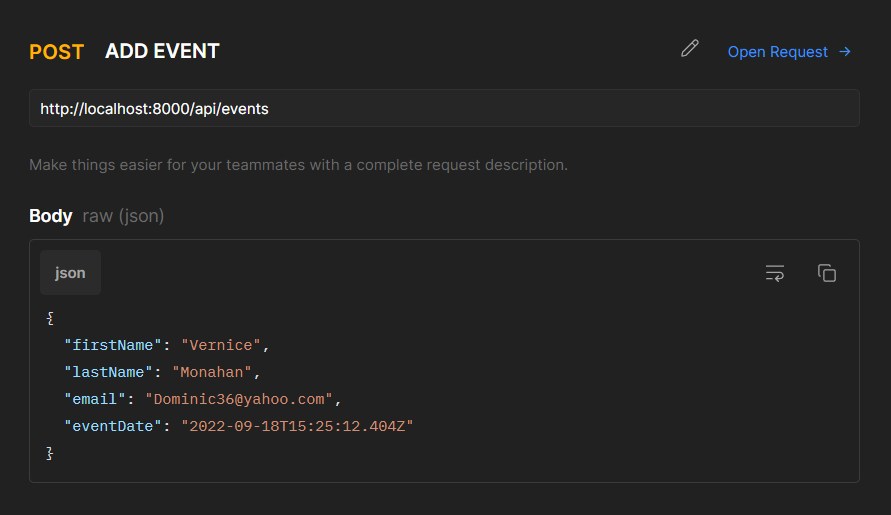 POST ADD EVENT Open Request →
http://localhost:8000/api/events
Make things easier for your teammates with a complete request description.
Body raw (json)
json
{
  "firstName": "Vernice",
  "lastName": "Monahan",
  "email": "Dominic36@yahoo.com",
  "eventDate": "2022-09-18T15:25:12.404Z"
}